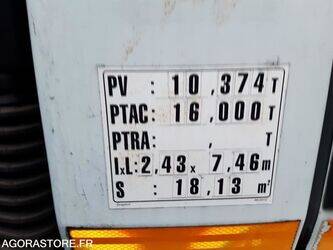 PV : 10,374 T
PTAC : 16,000 T
PTRA : , T
lxL: 2,43 x 7,46 m
S : 18,13 m²
AGORASTORE.FR